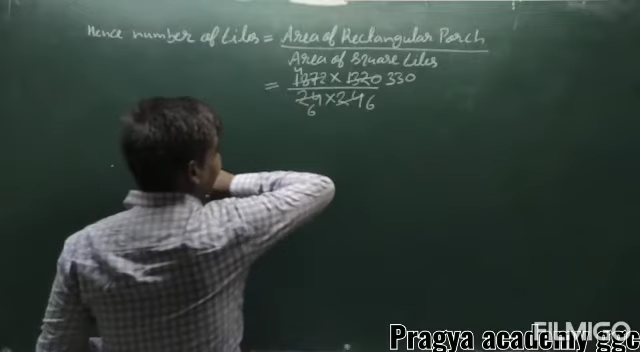 Hence number of tiles = Area of Rectangular Porch
Area of Square tiles
= 1872 × 1320 330
24 × 24 6
6
Pragya academy ggc
FILMIGO